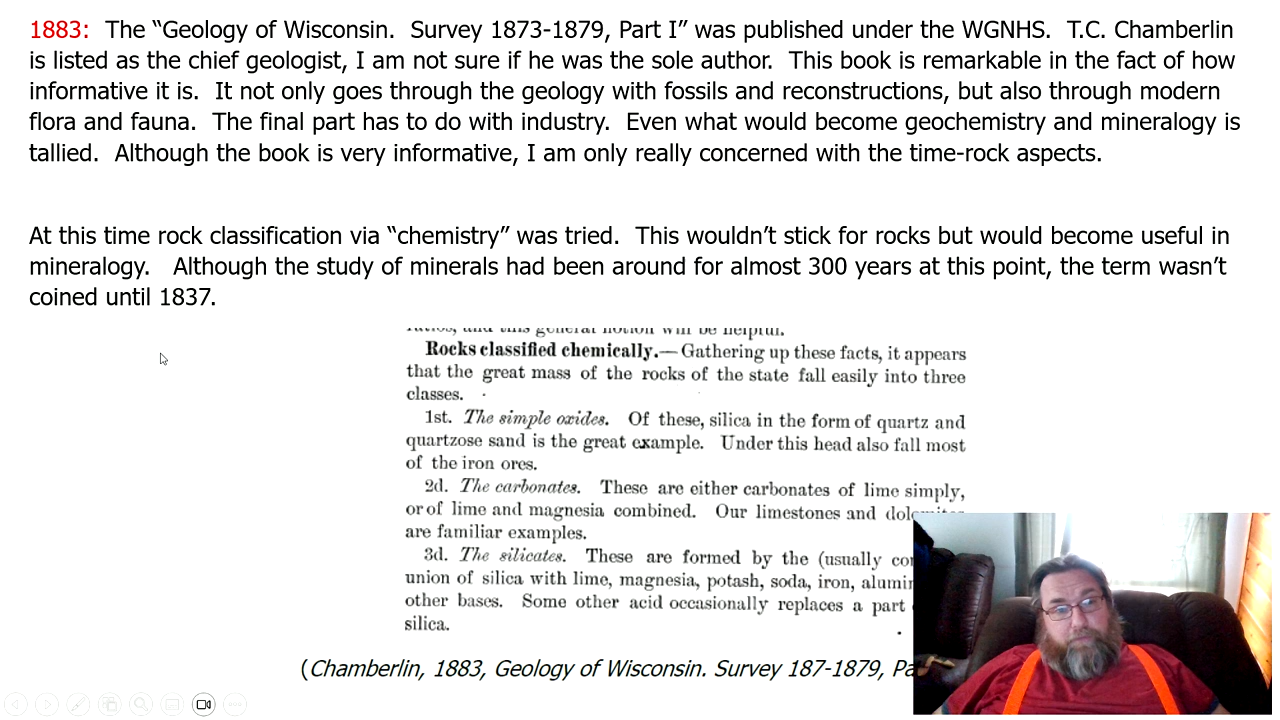 1883: The “Geology of Wisconsin. Survey 1873-1879, Part I” was published under the WGNHS. T.C. Chamberlin
is listed as the chief geologist, I am not sure if he was the sole author. This book is remarkable in the fact of how
informative it is. It not only goes through the geology with fossils and reconstructions, but also through modern
flora and fauna. The final part has to do with industry. Even what would become geochemistry and mineralogy is
tallied. Although the book is very informative, I am only really concerned with the time-rock aspects.
At this time rock classification via “chemistry” was tried. This wouldn’t stick for rocks but would become useful in
mineralogy. Although the study of minerals had been around for almost 300 years at this point, the term wasn’t
coined until 1837.
and this general notion will be helpful.
Rocks classified chemically.— Gathering up these facts, it appears
that the great mass of the rocks of the state fall easily into three
classes.
1st. The simple oxides. Of these, silica in the form of quartz and
quartzose sand is the great example. Under this head also fall most
of the iron ores.
2d. The carbonates. These are either carbonates of lime simply,
or of lime and magnesia combined. Our limestones and
are familiar examples.
3d. The silicates. These are formed by the (usually
union of silica with lime, magnesia, potash, soda, iron,
other bases. Some other acid occasionally replaces a part
silica.
(Chamberlin, 1883, Geology of Wisconsin. Survey 187-1879,